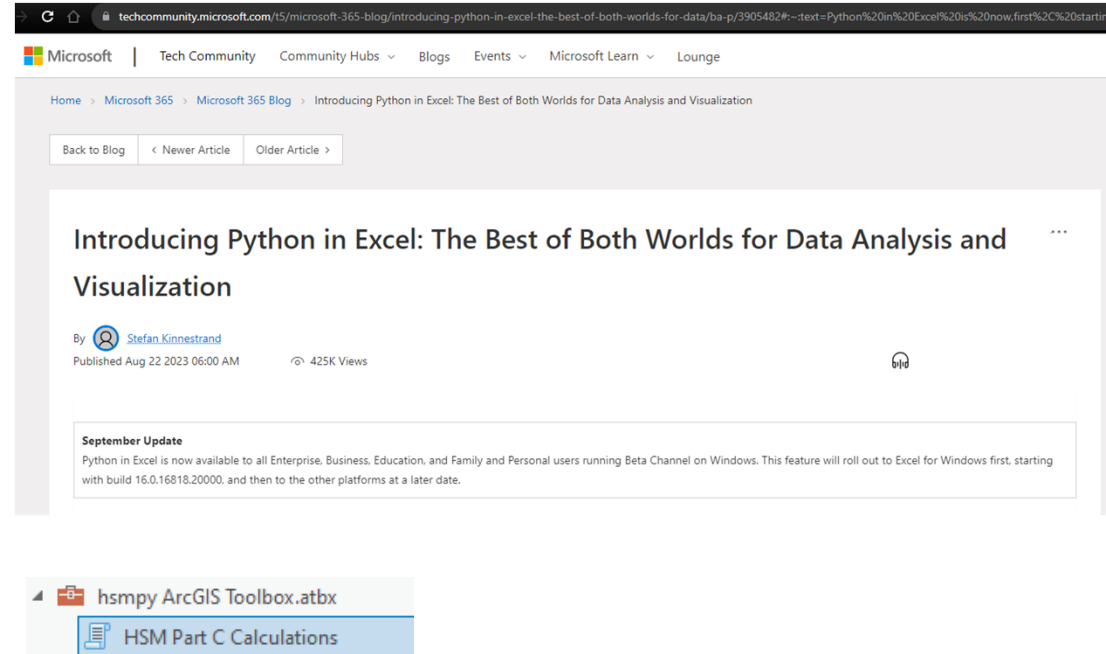 techcommunity.microsoft.com/t5/microsoft-365-blog/introducing-python-in-excel-the-best-of-both-worlds-for-data/ba-p/3905482#:~:text=Python%20in%20Excel%20is%20now,first%2C%20startin
Microsoft | Tech Community Community Hubs Blogs Events Microsoft Learn Lounge
Home > Microsoft 365 > Microsoft 365 Blog > Introducing Python in Excel: The Best of Both Worlds for Data Analysis and Visualization
Back to Blog < Newer Article Older Article >
Introducing Python in Excel: The Best of Both Worlds for Data Analysis and
Visualization
By Stefan Kinnestrand
Published Aug 22 2023 06:00 AM 425K Views
September Update
Python in Excel is now available to all Enterprise, Business, Education, and Family and Personal users running Beta Channel on Windows. This feature will roll out to Excel for Windows first, starting
with build 16.0.16818.20000, and then to the other platforms at a later date.
hsmpy ArcGIS Toolbox.atbx
HSM Part C Calculations